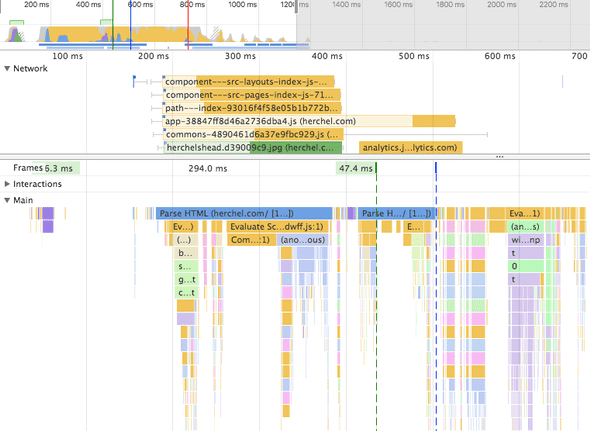 200 ms 400 ms 600 ms 800 ms 1000 ms 1200 ms 1400 ms 1600 ms 1800 ms 2000 ms 2200 ms
100 ms 200 ms 300 ms 400 ms 500 ms 600 ms 700
▼ Network
component---src-layouts-index-js-...
component---src-pages-index-js-71...
path---index-93016f4f58e05b1b772b...
app-38847ff8d46a2736dba4.js (herchel.com)
commons-4890461d6a37e9fbc929.js (...
herchelshead.d39009c9.jpg (herchel.c... analytics.j...lytics.com)
...
Frames 6.3 ms 294.0 ms 47.4 ms
▶ Interactions
▼ Main
Parse HTML (herchel.com/ [1...]) Parse H.../ [1...]) Eva...1)
Ev...) Evaluate Sc...dwff.js:1) E... (an...s)
(...) Com...:1) (ano...ous) wi...np
b... t
s... 0
g...t t
c...t